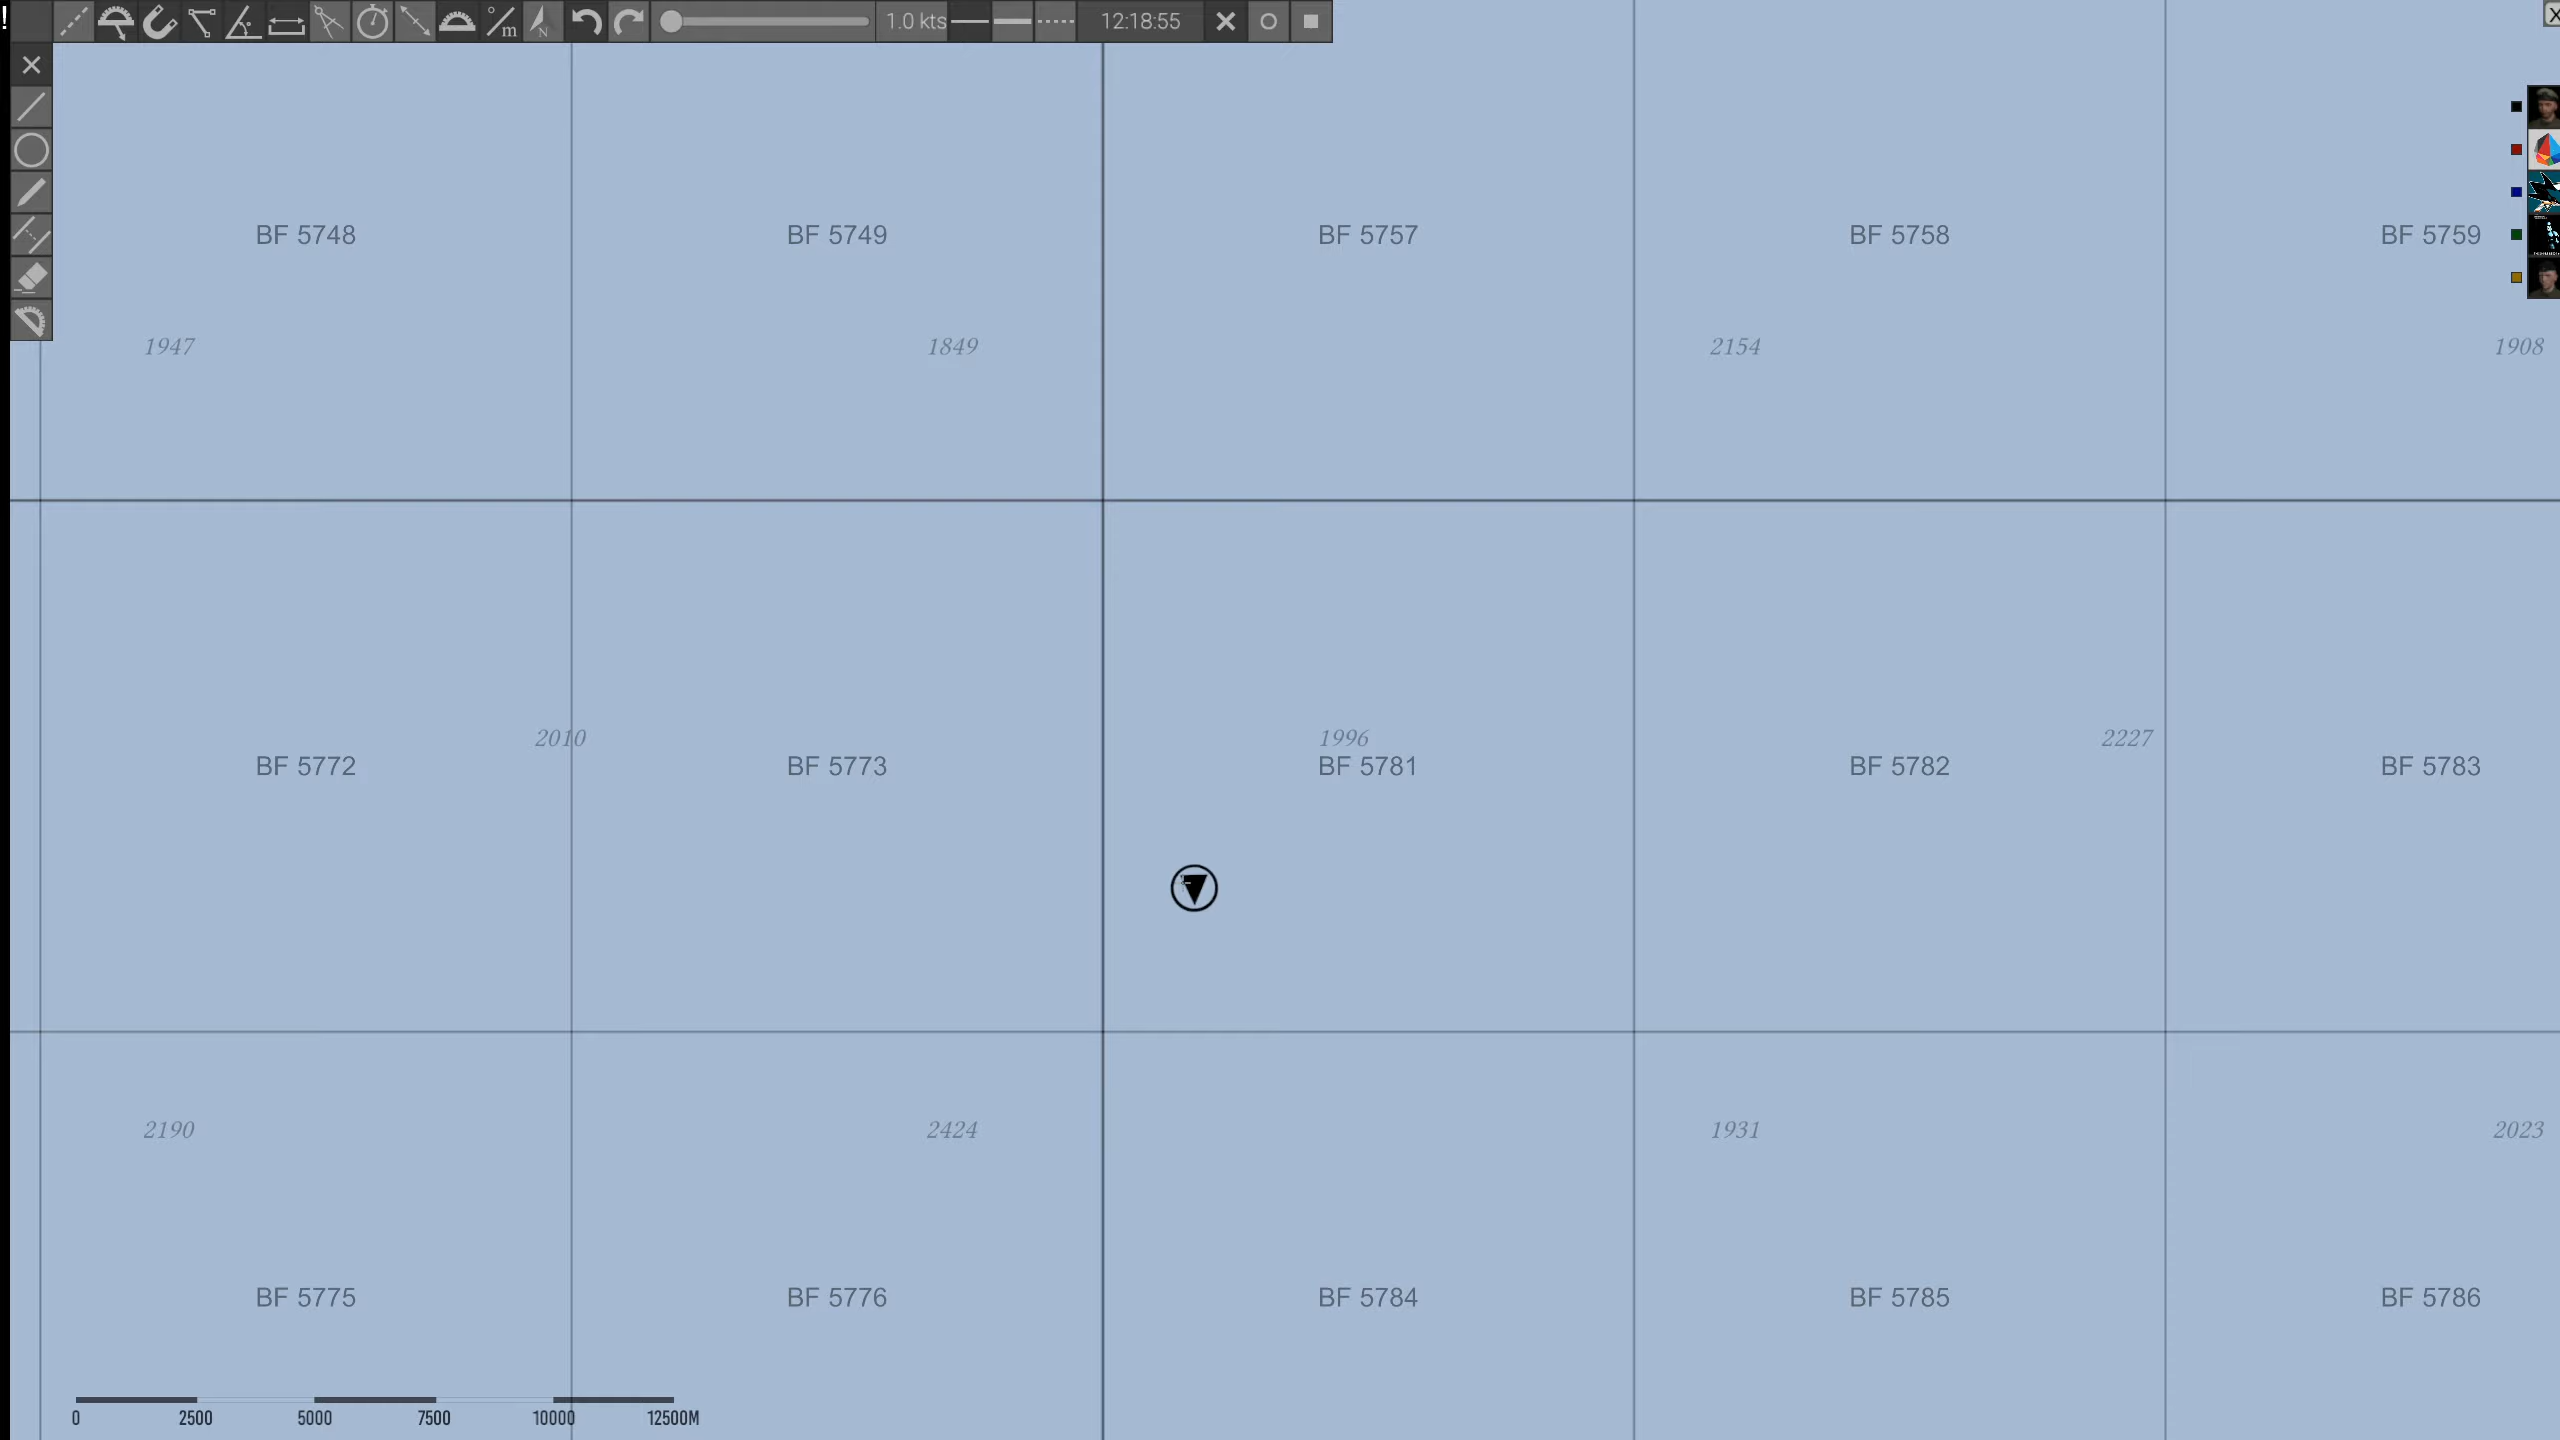 !
m
N
1.0 kts
12:18:55
X
BF 5748
BF 5749
BF 5757
BF 5758
BF 5759
1947
1849
2154
1908
2010
1996
2227
BF 5772
BF 5773
BF 5781
BF 5782
BF 5783
2190
2424
1931
2023
BF 5775
BF 5776
BF 5784
BF 5785
BF 5786
0
2500
5000
7500
10000
12500M